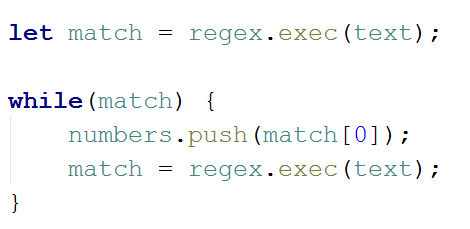 let match = regex.exec(text);

while(match) {
    numbers.push(match[0]);
    match = regex.exec(text);
}